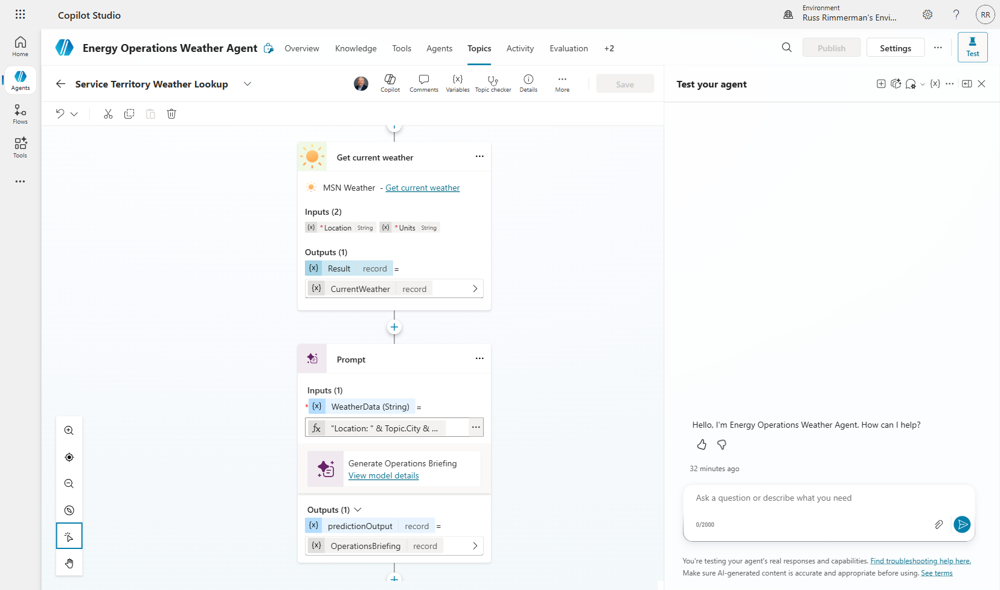 Copilot Studio
Environment
Russ Rimmerman's Envi...
RR
Home
Agents
Flows
Tools
Energy Operations Weather Agent
Overview
Knowledge
Tools
Agents
Topics
Activity
Evaluation
+2
Publish
Settings
Test
Service Territory Weather Lookup
Copilot
Comments
Variables
Topic checker
Details
More
Save
Test your agent
Get current weather
MSN Weather - Get current weather
Inputs (2)
{x} *Location String {x} *Units String
Outputs (1)
{x} Result record =
{x} CurrentWeather record
Prompt
Inputs (1)
* {x} WeatherData (String) =
fx "Location: " & Topic.City & ...
Generate Operations Briefing
View model details
Outputs (1)
{x} predictionOutput record =
{x} OperationsBriefing record
Hello, I'm Energy Operations Weather Agent. How can I help?
32 minutes ago
Ask a question or describe what you need
0/2000
You're testing your agent's real responses and capabilities. Find troubleshooting help here.
Make sure AI-generated content is accurate and appropriate before using. See terms